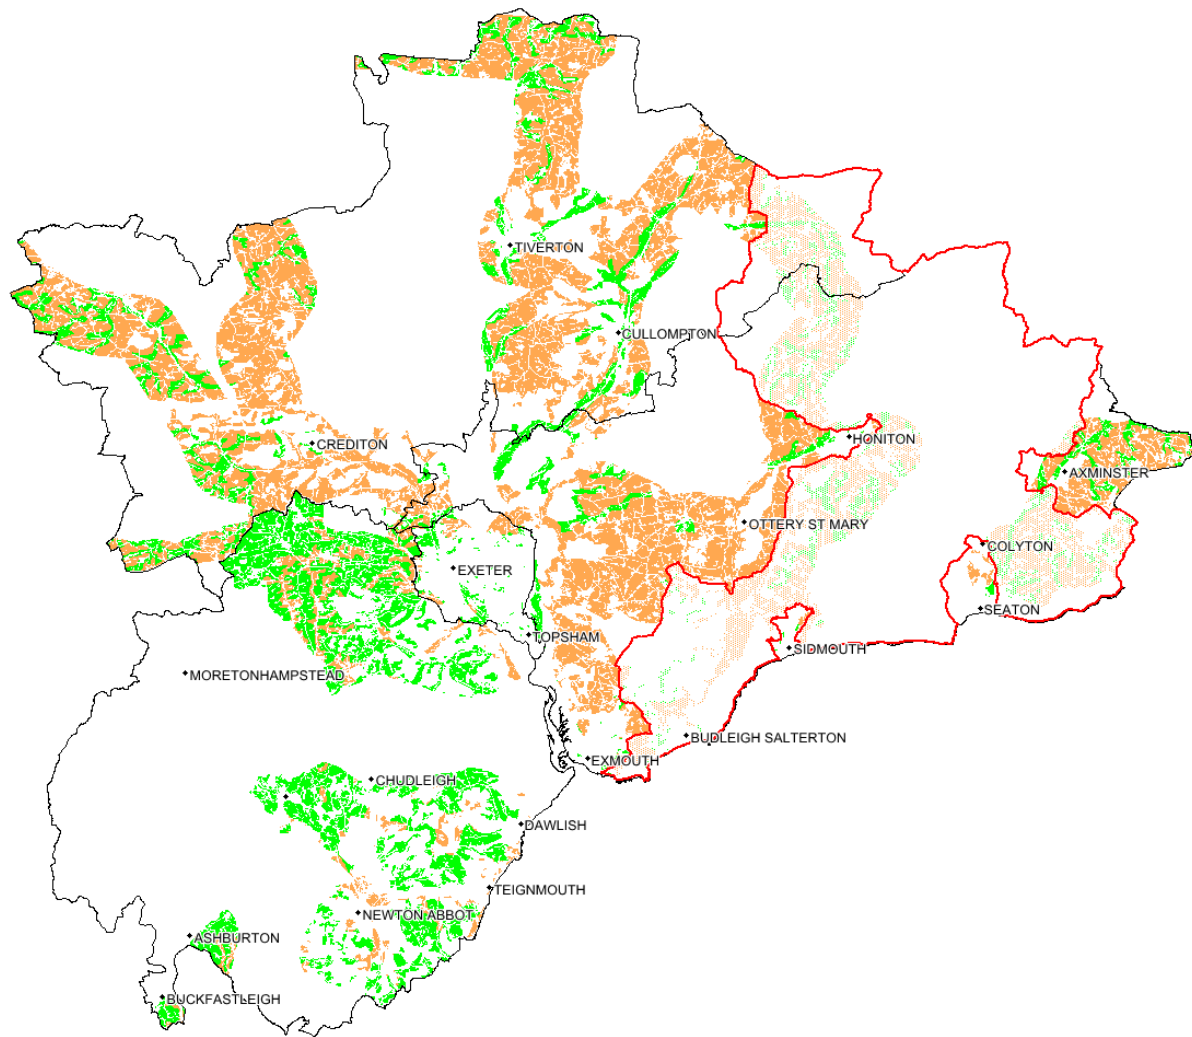 TIVERTON
CULLOMPTON
HONITON
CREDITON
AXMINSTER
OTTERY ST MARY
COLYTON
EXETER
SEATON
TOPSHAM
SIDMOUTH
MORETONHAMPSTEAD
BUDLEIGH SALTERTON
EXMOUTH
CHUDLEIGH
DAWLISH
TEIGNMOUTH
NEWTON ABBOT
ASHBURTON
BUCKFASTLEIGH